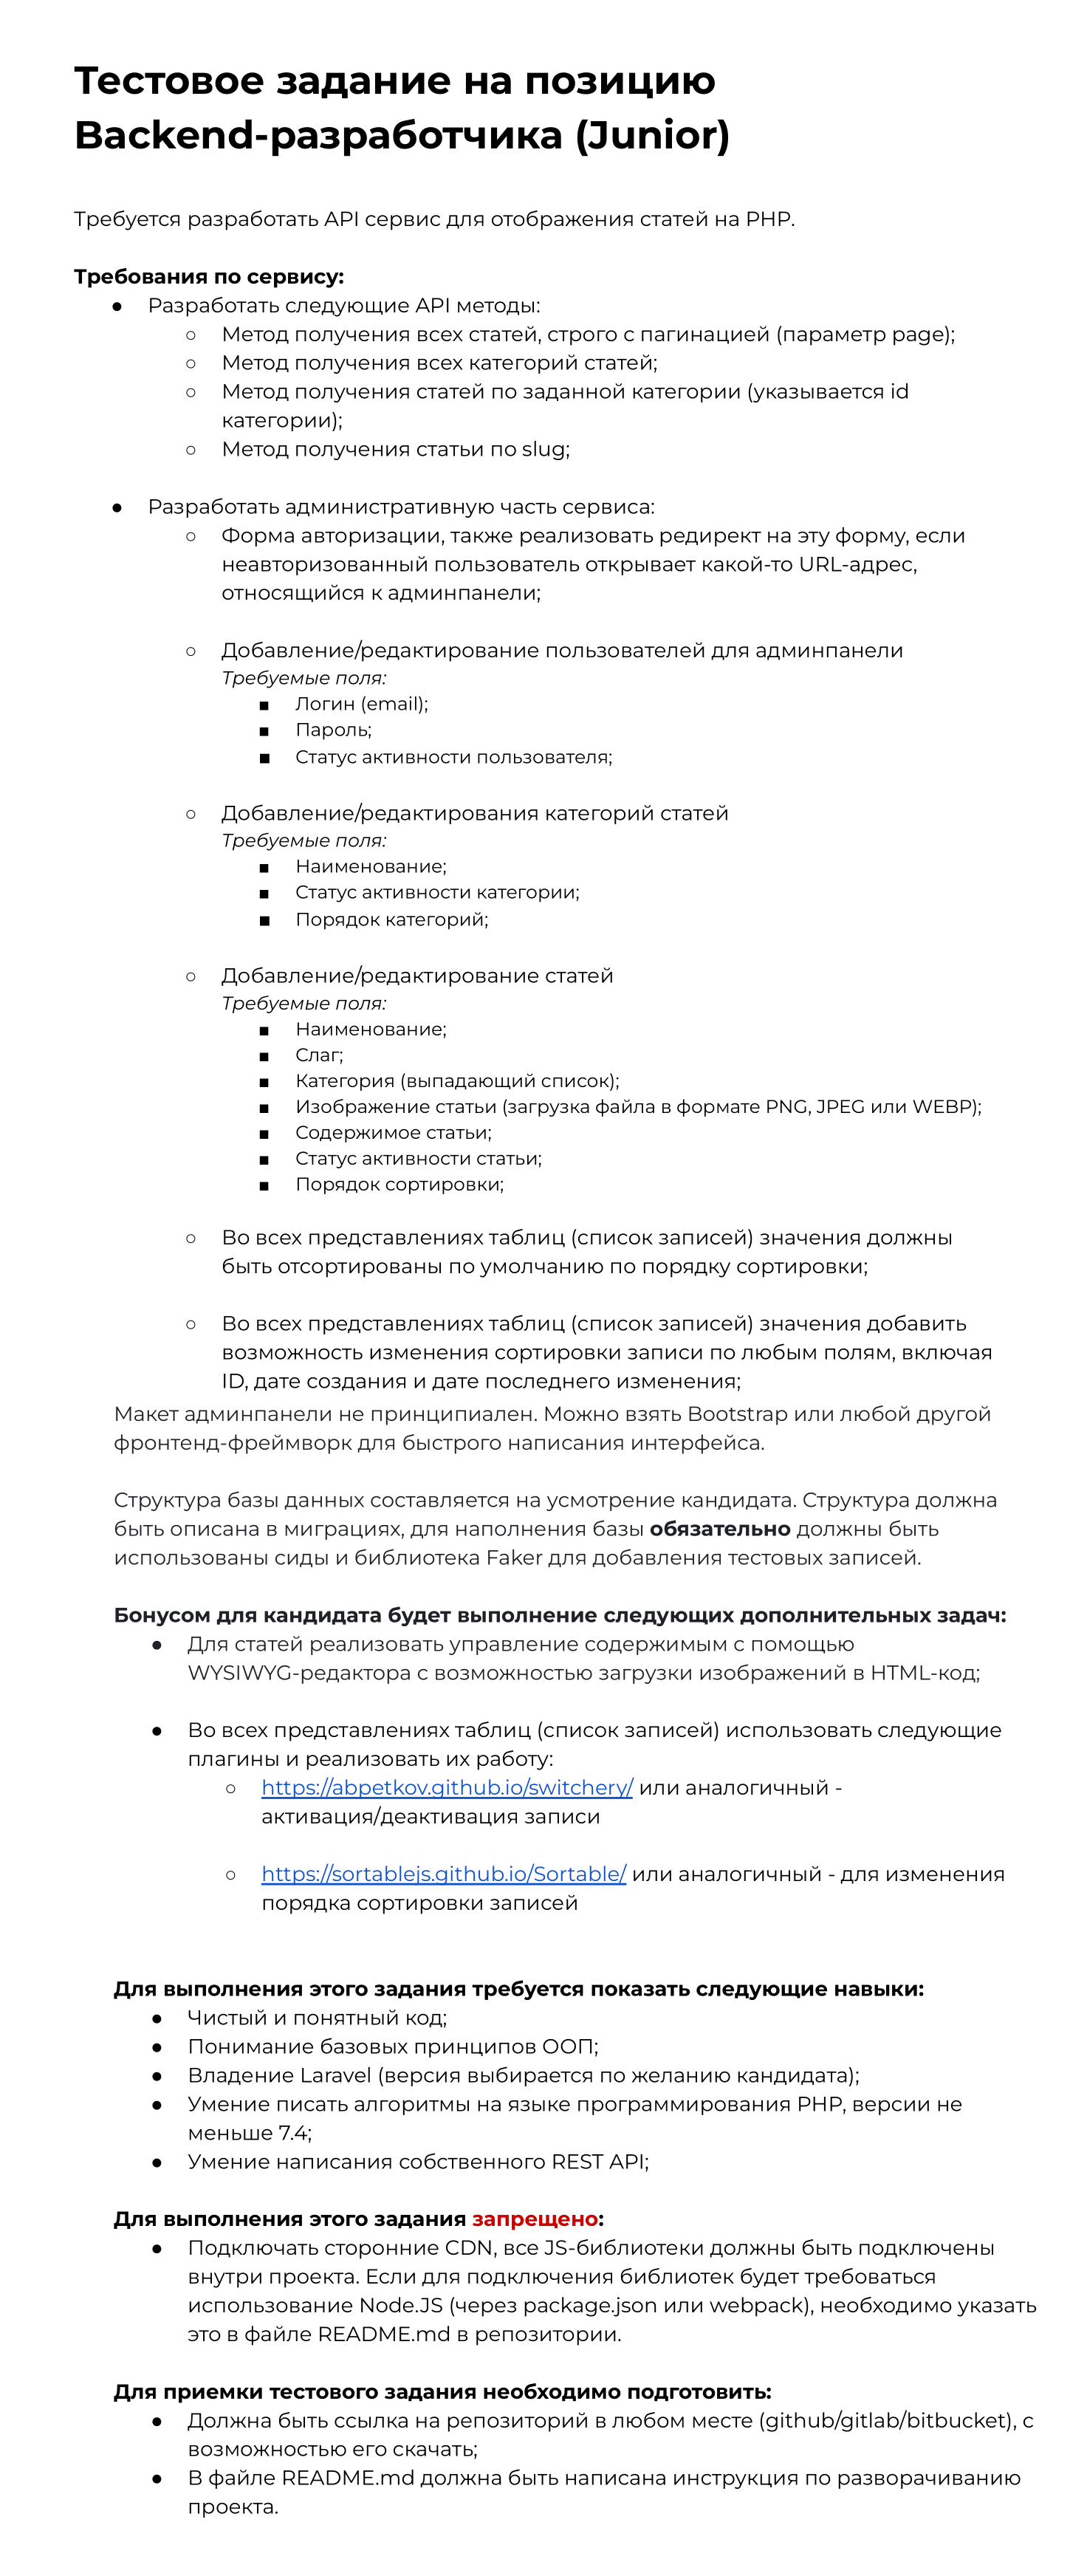 Тестовое задание на позицию
Backend-разработчика (Junior)
Требуется разработать API сервис для отображения статей на PHP.
Требования по сервису:
● Разработать следующие API методы:
○ Метод получения всех статей, строго с пагинацией (параметр page);
○ Метод получения всех категорий статей;
○ Метод получения статей по заданной категории (указывается id
категории);
○ Метод получения статьи по slug;
● Разработать административную часть сервиса:
○ Форма авторизации, также реализовать редирект на эту форму, если
неавторизованный пользователь открывает какой-то URL-адрес,
относящийся к админпанели;
○ Добавление/редактирование пользователей для админпанели
Требуемые поля:
■ Логин (email);
■ Пароль;
■ Статус активности пользователя;
○ Добавление/редактирования категорий статей
Требуемые поля:
■ Наименование;
■ Статус активности категории;
■ Порядок категорий;
○ Добавление/редактирование статей
Требуемые поля:
■ Наименование;
■ Слаг;
■ Категория (выпадающий список);
■ Изображение статьи (загрузка файла в формате PNG, JPEG или WEBP);
■ Содержимое статьи;
■ Статус активности статьи;
■ Порядок сортировки;
○ Во всех представлениях таблиц (список записей) значения должны
быть отсортированы по умолчанию по порядку сортировки;
○ Во всех представлениях таблиц (список записей) значения добавить
возможность изменения сортировки записи по любым полям, включая
ID, дате создания и дате последнего изменения;
Макет админпанели не принципиален. Можно взять Bootstrap или любой другой
фронтенд-фреймворк для быстрого написания интерфейса.
Структура базы данных составляется на усмотрение кандидата. Структура должна
быть описана в миграциях, для наполнения базы обязательно должны быть
использованы сиды и библиотека Faker для добавления тестовых записей.
Бонусом для кандидата будет выполнение следующих дополнительных задач:
● Для статей реализовать управление содержимым с помощью
WYSIWYG-редактора с возможностью загрузки изображений в HTML-код;
● Во всех представлениях таблиц (список записей) использовать следующие
плагины и реализовать их работу:
○ https://abpetkov.github.io/switchery/ или аналогичный -
активация/деактивация записи
○ https://sortablejs.github.io/Sortable/ или аналогичный - для изменения
порядка сортировки записей
Для выполнения этого задания требуется показать следующие навыки:
● Чистый и понятный код;
● Понимание базовых принципов ООП;
● Владение Laravel (версия выбирается по желанию кандидата);
● Умение писать алгоритмы на языке программирования PHP, версии не
меньше 7.4;
● Умение написания собственного REST API;
Для выполнения этого задания запрещено:
● Подключать сторонние CDN, все JS-библиотеки должны быть подключены
внутри проекта. Если для подключения библиотек будет требоваться
использование Node.JS (через package.json или webpack), необходимо указать
это в файле README.md в репозитории.
Для приемки тестового задания необходимо подготовить:
● Должна быть ссылка на репозиторий в любом месте (github/gitlab/bitbucket), с
возможностью его скачать;
● В файле README.md должна быть написана инструкция по разворачиванию
проекта.